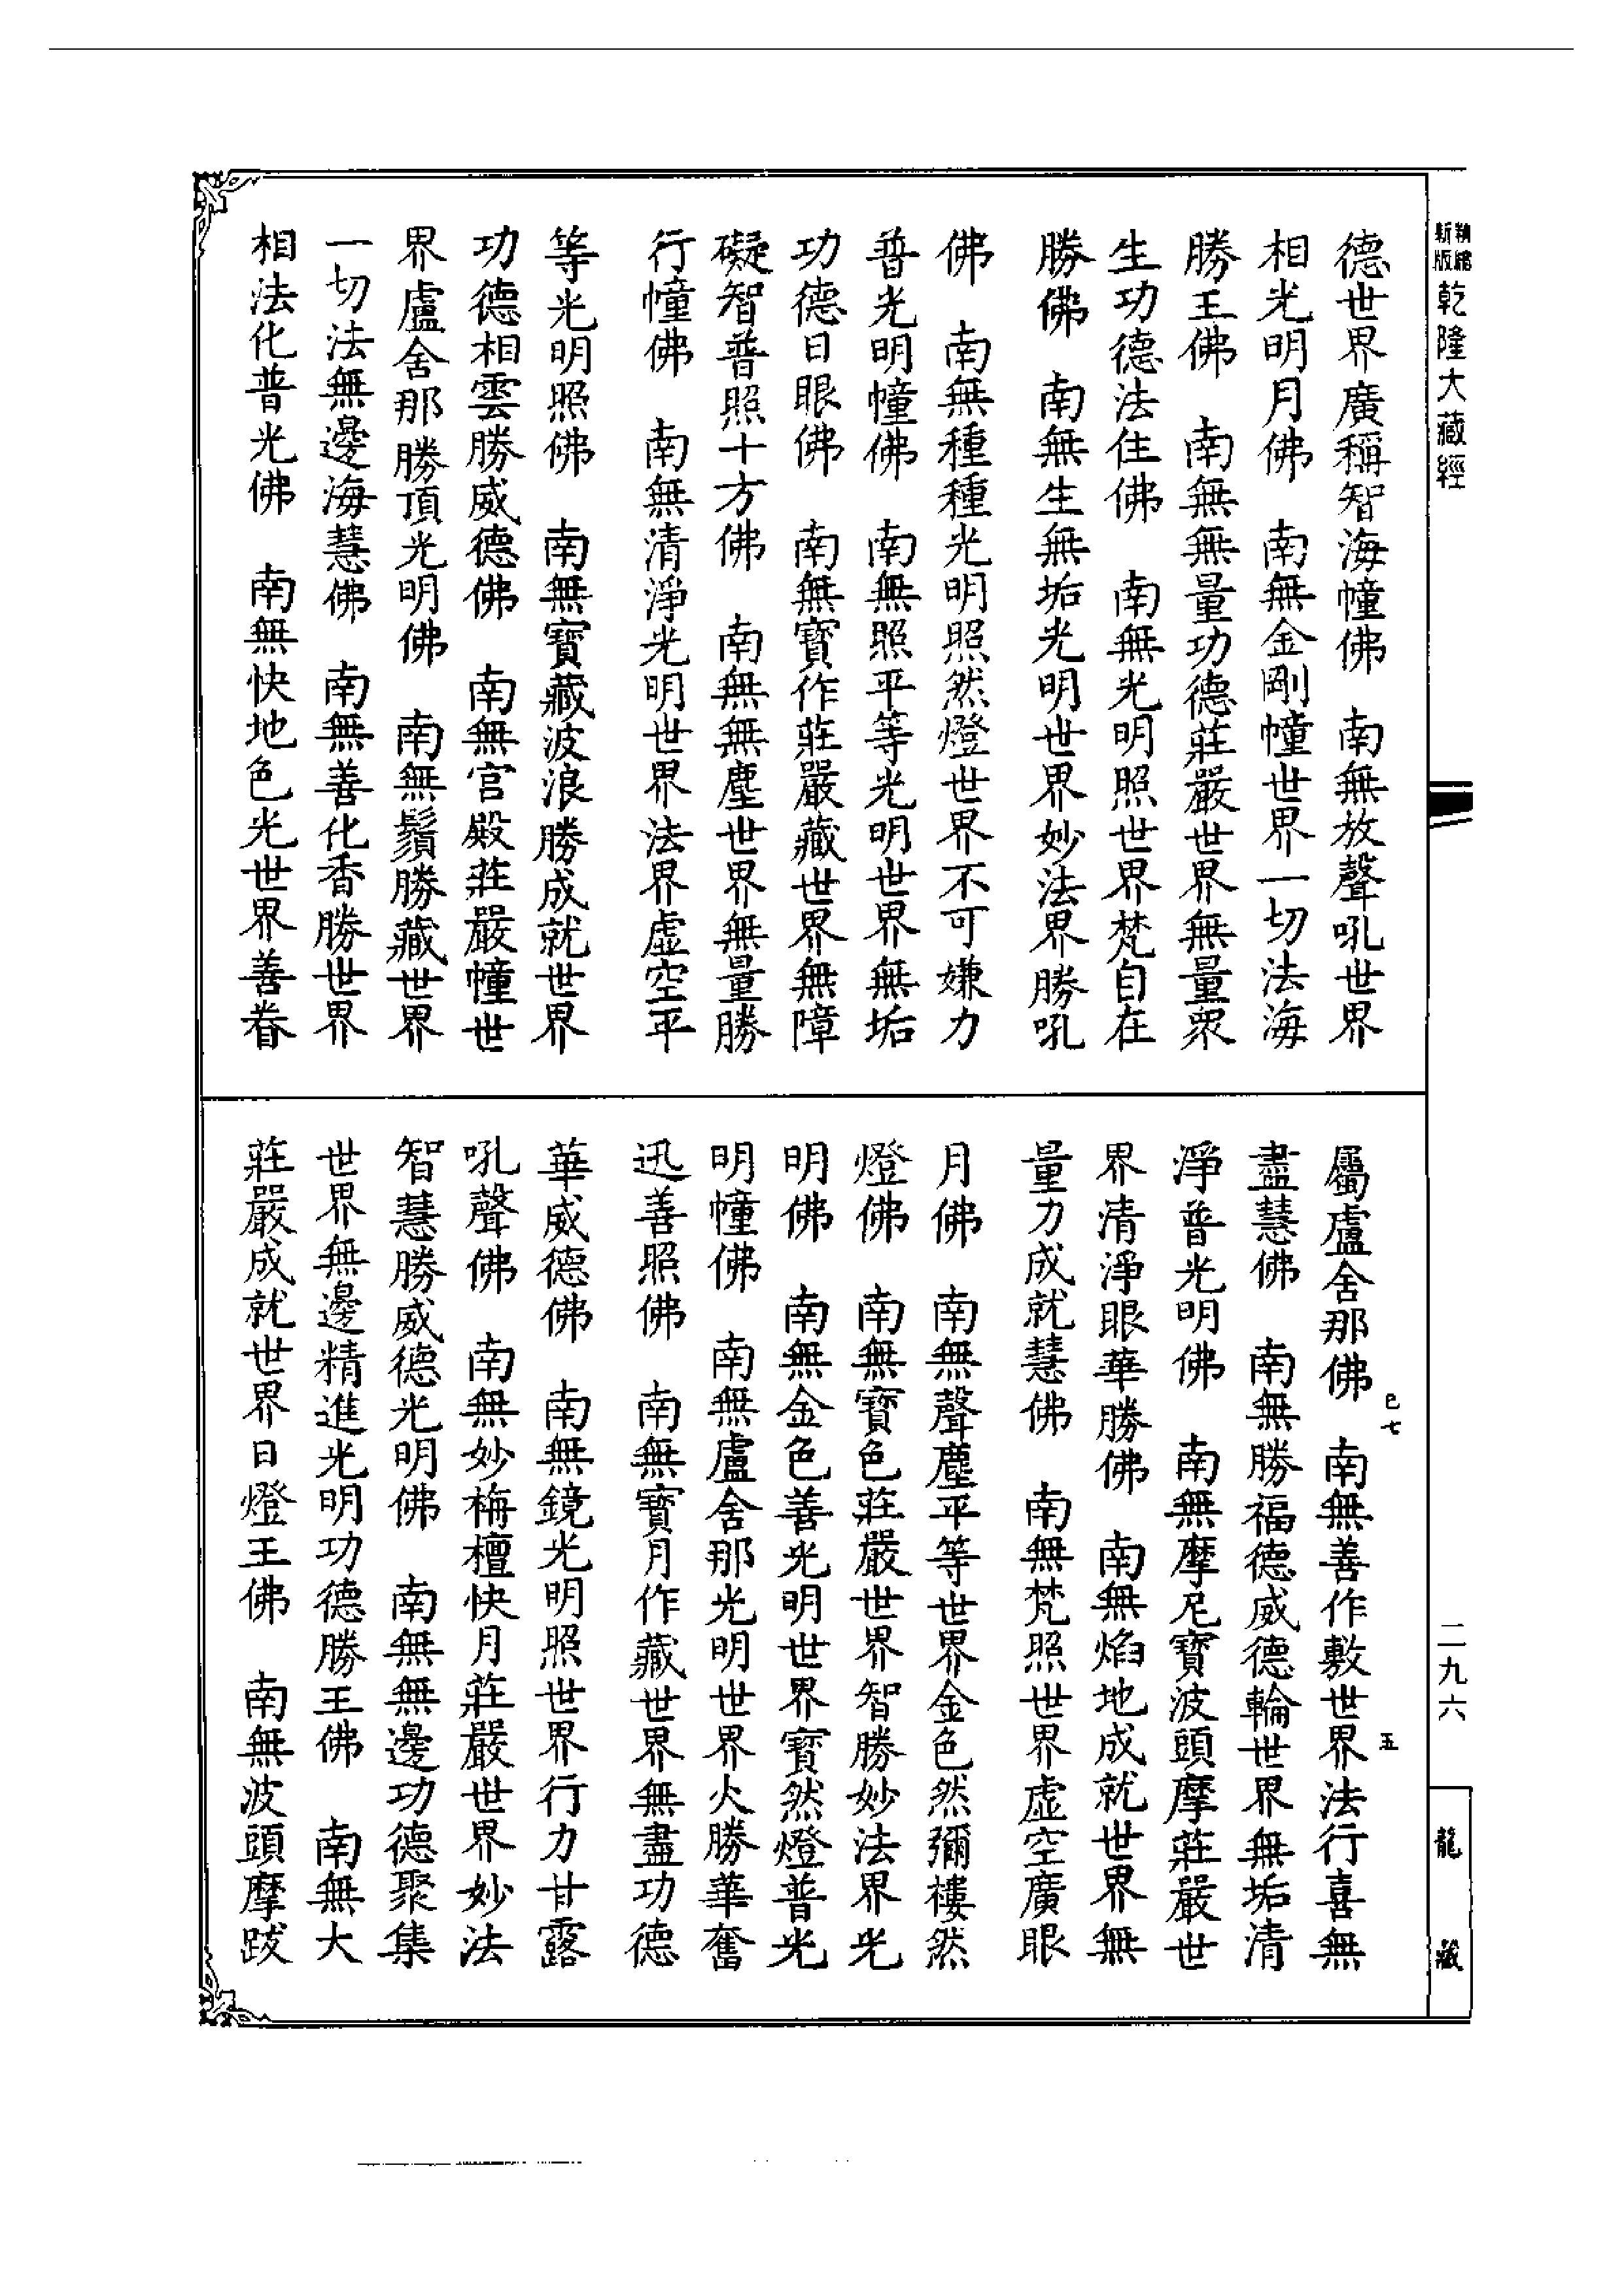 新版
乾隆大藏經
德世界廣稱智海幢佛　南無放聲吼世界
相光明月佛　南無金剛幢世界一切法海
勝王佛　南無無量功德莊嚴世界無量眾
生功德法住佛　南無光明照世界梵自在
勝佛　南無生無垢光明世界妙法界勝吼
佛　南無種種光明照然燈世界不可嫌力
普光明幢佛　南無照平等光明世界無垢
功德日眼佛　南無寶作莊嚴藏世界無障
礙智普照十方佛　南無無塵世界無量勝
行幢佛　南無清淨光明世界法界虛空平
等光明照佛　南無寶藏波浪勝成就世界
功德相雲勝威德佛　南無宮殿莊嚴幢世
界盧舍那勝頂光明佛　南無鬚勝藏世界
一切法無邊海慧佛　南無善化香勝世界
相法化普光佛　南無快地色光世界善眷
屬盧舍那佛　南無善作敷世界法行喜無
盡慧佛　南無勝福德威德輪世界無垢清
淨普光明佛　南無摩尼寶波頭摩莊嚴世
界清淨眼華勝佛　南無焰地成就世界無
量力成就慧佛　南無梵照世界虛空廣眼
月佛　南無聲塵平等世界金色然彌樓然
燈佛　南無寶色莊嚴世界智勝妙法界光
明佛　南無金色善光明世界寶然燈普光
明幢佛　南無盧舍那光明世界火勝華奮
迅善照佛　南無寶月作藏世界無盡功德
華威德佛　南無鏡光明照世界行力甘露
吼聲佛　南無妙栴檀快月莊嚴世界妙法
智慧勝威德光明佛　南無無邊功德聚集
世界無邊精進光明功德勝王佛　南無大
莊嚴成就世界日燈王佛　南無波頭摩跋
七
五
二九六
龍藏